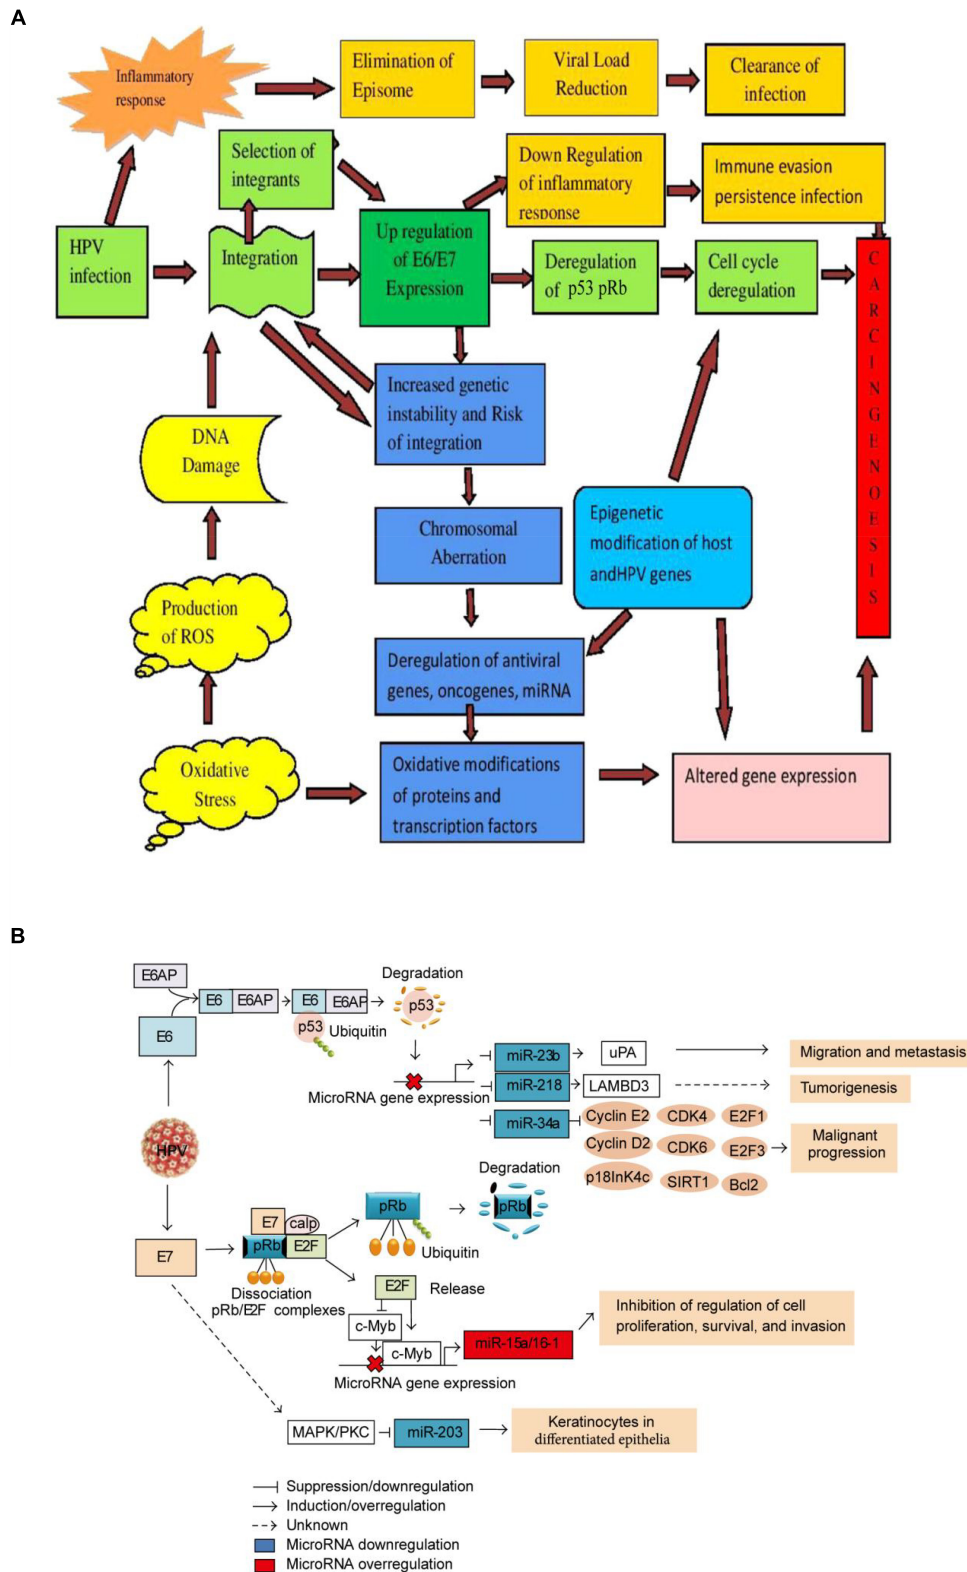 A
Inflammatory
response
Elimination of
Episome
Viral Load
Reduction
Clearance of
infection
Selection of
integrants
Down Regulation
of inflammatory
response
Immune evasion
persistence infection
HPV
infection
Integration
Up regulation
of E6/E7
Expression
Deregulation
of p53 pRb
Cell cycle
deregulation
CARCINGENOESIS
Increased genetic
instability and Risk
of integration
DNA
Damage
Chromosomal
Aberration
Epigenetic
modification of host
andHPV genes
Production
of ROS
Deregulation of antiviral
genes, oncogenes, miRNA
Oxidative
Stress
Oxidative modifications
of proteins and
transcription factors
Altered gene expression
B
E6AP
E6
E6 E6AP
E6 E6AP
p53
Ubiquitin
Degradation
p53
MicroRNA gene expression
miR-23b
uPA
Migration and metastasis
miR-218
LAMBD3
Tumorigenesis
miR-34a
Cyclin E2
CDK4
E2F1
Cyclin D2
CDK6
E2F3
p18InK4c
SIRT1
Bcl2
Malignant
progression
HPV
E7
E7
calp
pRb
E2F
Dissociation
pRb/E2F complexes
pRb
Ubiquitin
Degradation
pRb
E2F
Release
c-Myb
c-Myb
MicroRNA gene expression
miR-15a/16-1
Inhibition of regulation of cell
proliferation, survival, and invasion
MAPK/PKC
miR-203
Keratinocytes in
differentiated epithelia
Suppression/downregulation
Induction/overregulation
Unknown
MicroRNA downregulation
MicroRNA overregulation